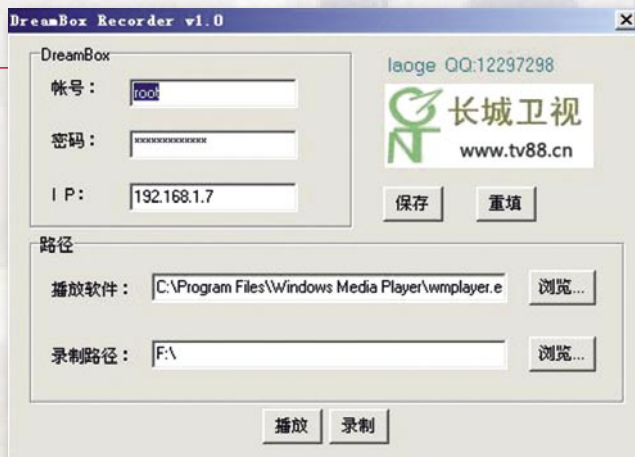 DreamBox Recorder v1.0
DreamBox
帐号：
root
密码：
*************
I P:
192.168.1.7
laoge QQ:12297298
CNT
长城卫视
www.tv88.cn
保存
重填
路径
播放软件：
C:\Program Files\Windows Media Player\wmplayer.e
浏览...
录制路径：
F:\
浏览...
播放
录制